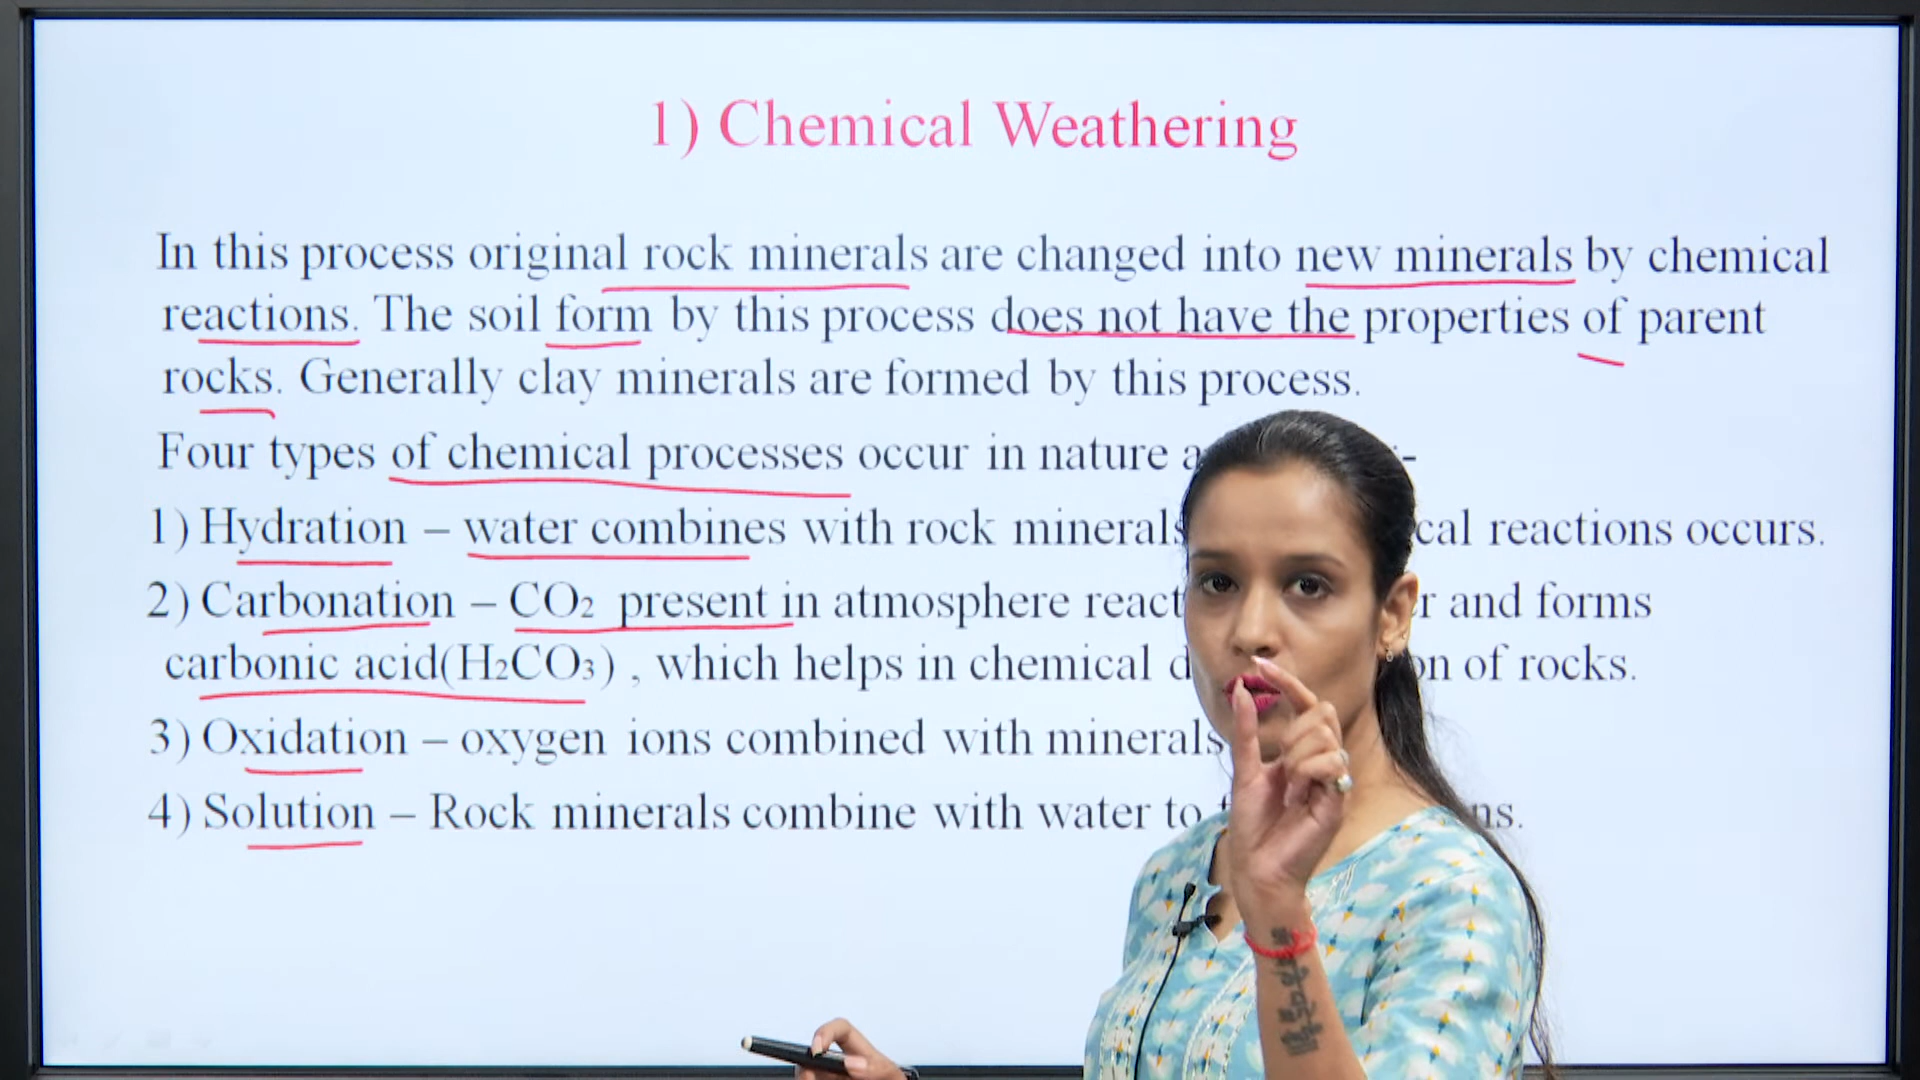 1) Chemical Weathering
In this process original rock minerals are changed into new minerals by chemical
reactions. The soil form by this process does not have the properties of parent
rocks. Generally clay minerals are formed by this process.
Four types of chemical processes occur in nature
1) Hydration – water combines with rock minerals reactions occurs.
2) Carbonation – CO₂ present in atmosphere and forms
carbonic acid(H₂CO₃) , which helps in chemical of rocks.
3) Oxidation – oxygen ions combined with minerals
4) Solution – Rock minerals combine with water to